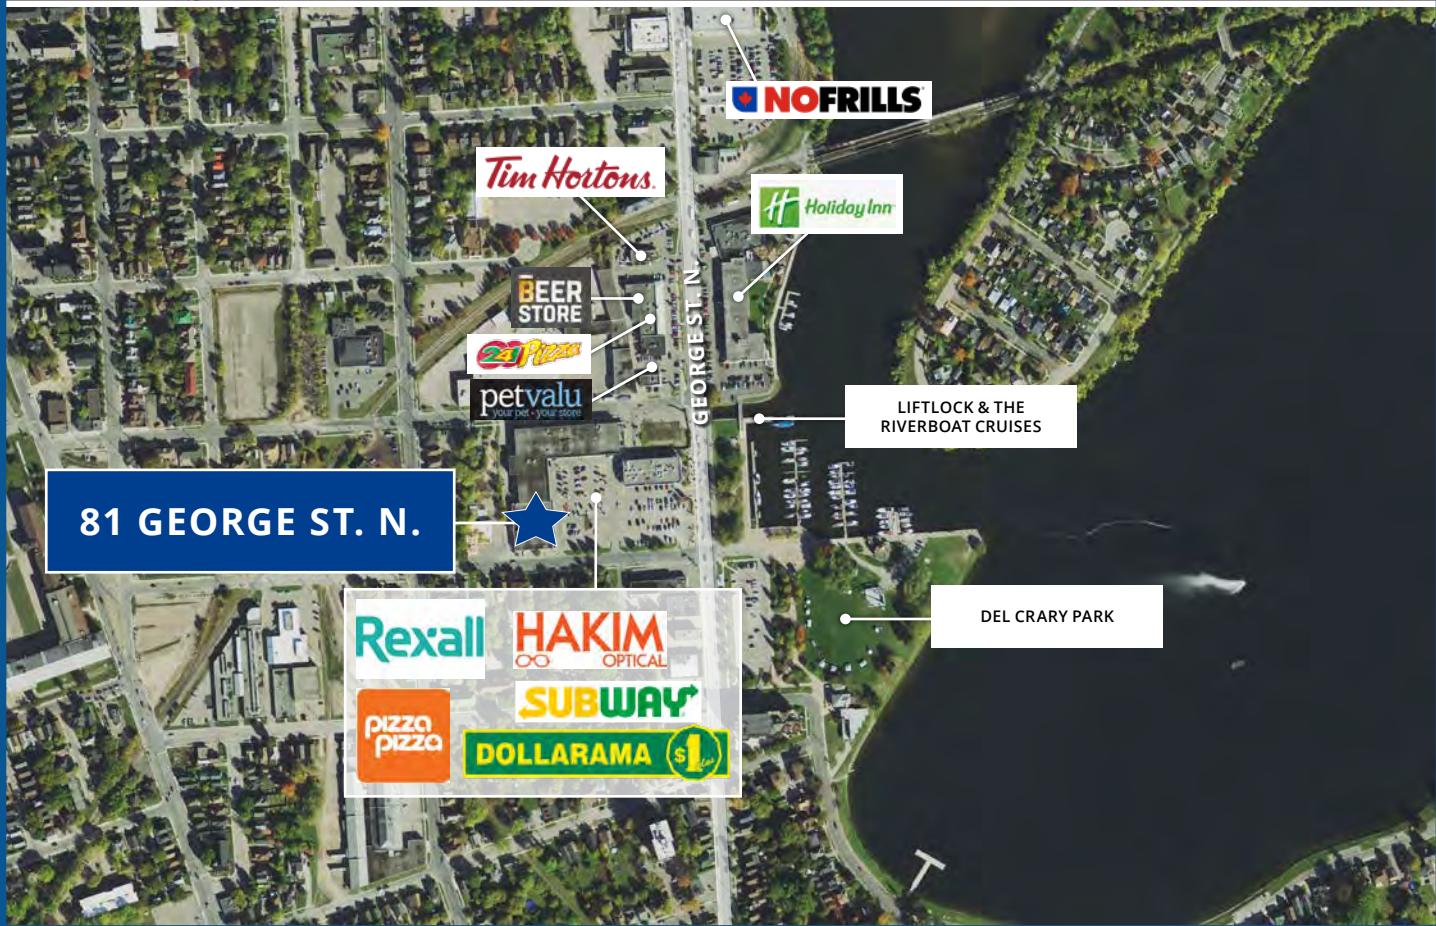 NOFRILLS
Tim Hortons.
H Holiday Inn
BEER
STORE
241 Pizza
petvalu
your pet • your store
GEORGE ST. N.
LIFTLOCK & THE
RIVERBOAT CRUISES
81 GEORGE ST. N.
DEL CRARY PARK
Rexall
HAKIM
OPTICAL
SUBWAY
pizza
pizza
DOLLARAMA $1 plus